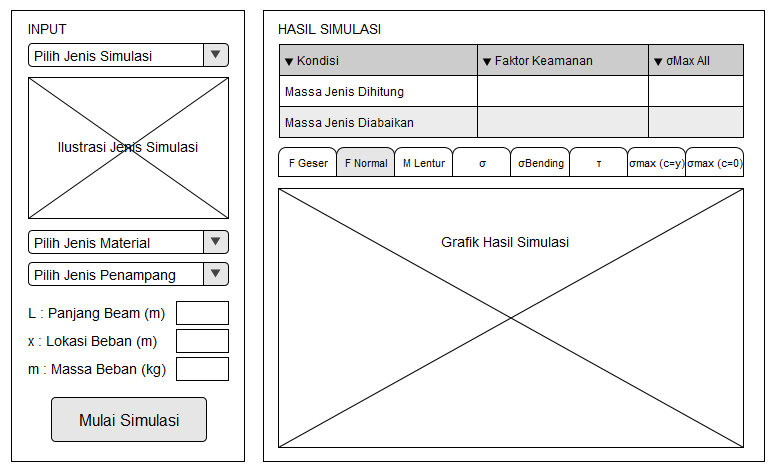 INPUT
Pilih Jenis Simulasi
Ilustrasi Jenis Simulasi
Pilih Jenis Material
Pilih Jenis Penampang
L : Panjang Beam (m)
x : Lokasi Beban (m)
m : Massa Beban (kg)
Mulai Simulasi
HASIL SIMULASI
▼ Kondisi ▼ Faktor Keamanan ▼ σMax All
Massa Jenis Dihitung
Massa Jenis Diabaikan
F Geser F Normal M Lentur σ σBending τ σmax (c=y) σmax (c=0)
Grafik Hasil Simulasi